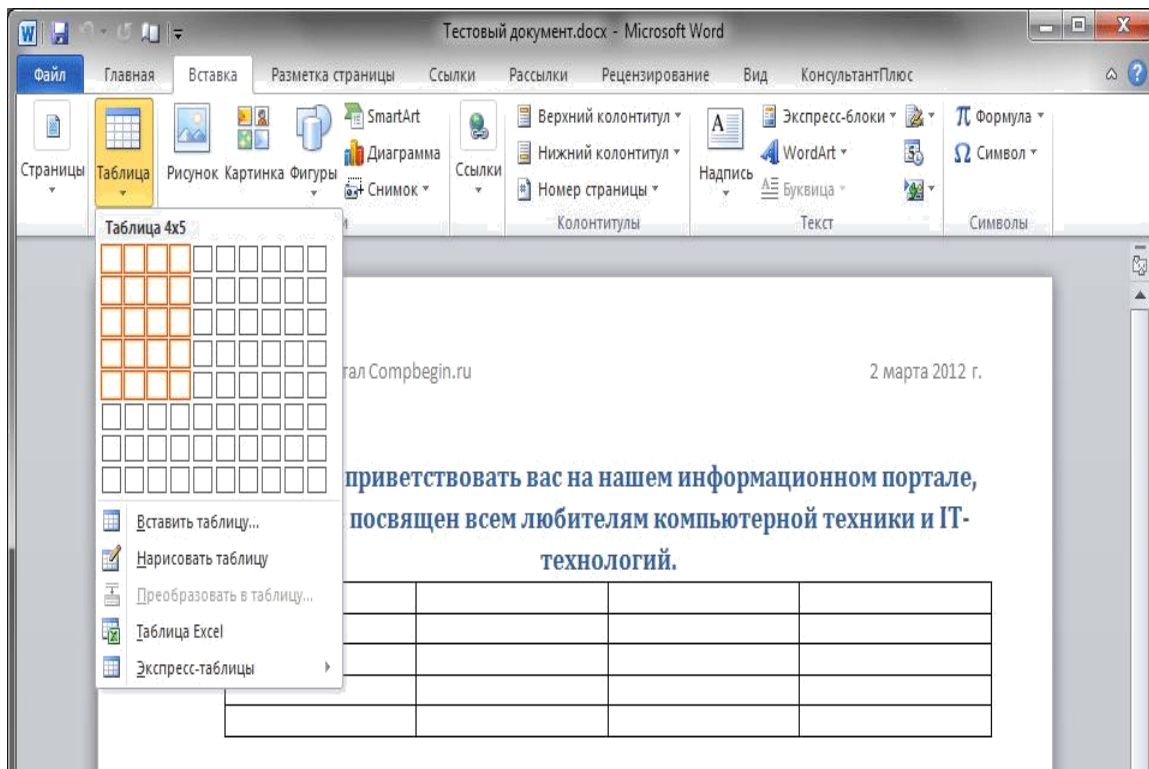 Тестовый документ.docx - Microsoft Word
Файл Главная Вставка Разметка страницы Ссылки Рассылки Рецензирование Вид КонсультантПлюс
Страницы
Таблица
Рисунок
Картинка
Фигуры
SmartArt
Диаграмма
Снимок
Ссылки
Верхний колонтитул
Нижний колонтитул
Номер страницы
Колонтитулы
Надпись
Экспресс-блоки
WordArt
Буквица
Текст
Формула
Символ
Символы
Таблица 4x5
Вставить таблицу...
Нарисовать таблицу
Преобразовать в таблицу...
Таблица Excel
Экспресс-таблицы
Compbegin.ru 2 марта 2012 г.
приветствовать вас на нашем информационном портале,
посвящен всем любителям компьютерной техники и IT-
технологий.